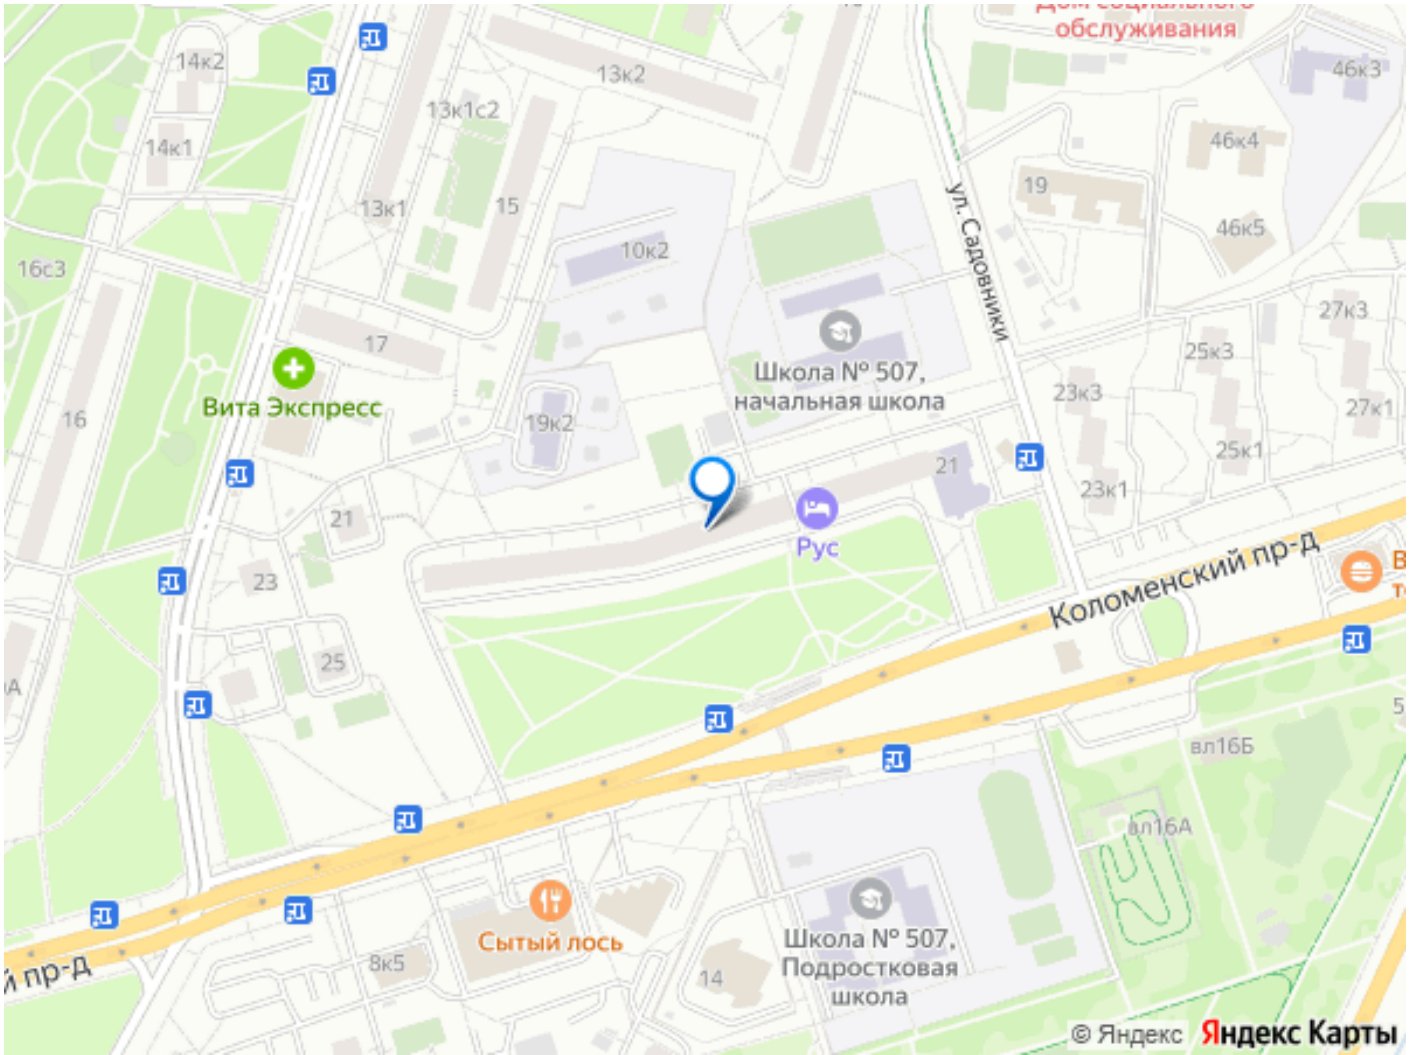 Дом социального
обслуживания
14к2
13к2
46к3
13к1с2
14к1
46к4
19
ул. Садовники
13к1
15
46к5
10к2
16с3
27к3
17
25к3
Школа № 507,
начальная школа
Вита Экспресс
23к3
27к1
16
19к2
25к1
21
23к1
21
Рус
Коломенский пр-д
23
25
вл16Б
вл16А
Сытый лось
Школа № 507,
Подростковая
школа
8к5
14
й пр-д
© Яндекс Яндекс Карты